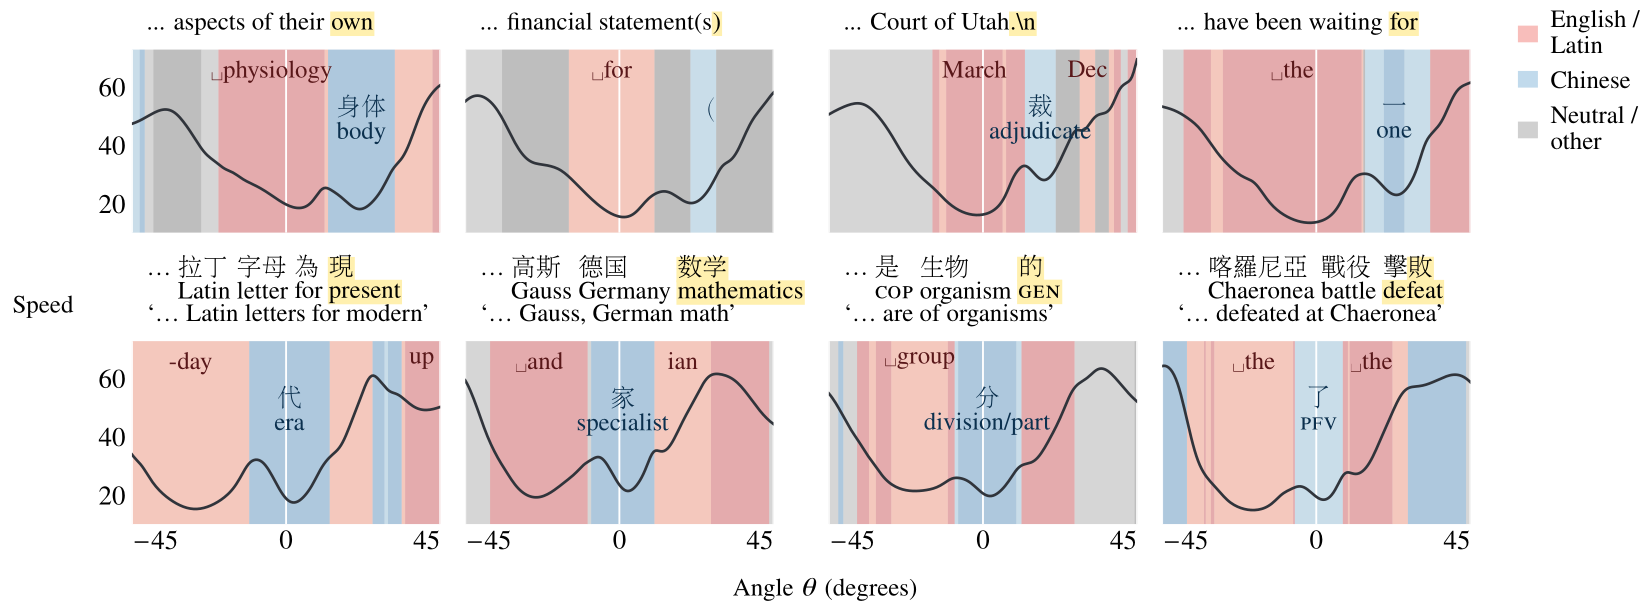 ... aspects of their own
... financial statement(s)
... Court of Utah.\n
... have been waiting for
English / Latin
Chinese
Neutral / other
60
40
20
␣physiology
身体
body
␣for
(
March
Dec
裁
adjudicate
␣the
一
one
Speed
... 拉丁 字母 為 現
Latin letter for present
‘... Latin letters for modern’
... 高斯 德国 数学
Gauss Germany mathematics
‘... Gauss, German math’
... 是 生物 的
COP organism GEN
‘... are of organisms’
... 喀羅尼亞 戰役 擊敗
Chaeronea battle defeat
‘... defeated at Chaeronea’
60
40
20
-day
up
代
era
␣and
ian
家
specialist
␣group
分
division/part
␣the
␣the
了
PFV
−45 0 45
−45 0 45
−45 0 45
−45 0 45
Angle θ (degrees)